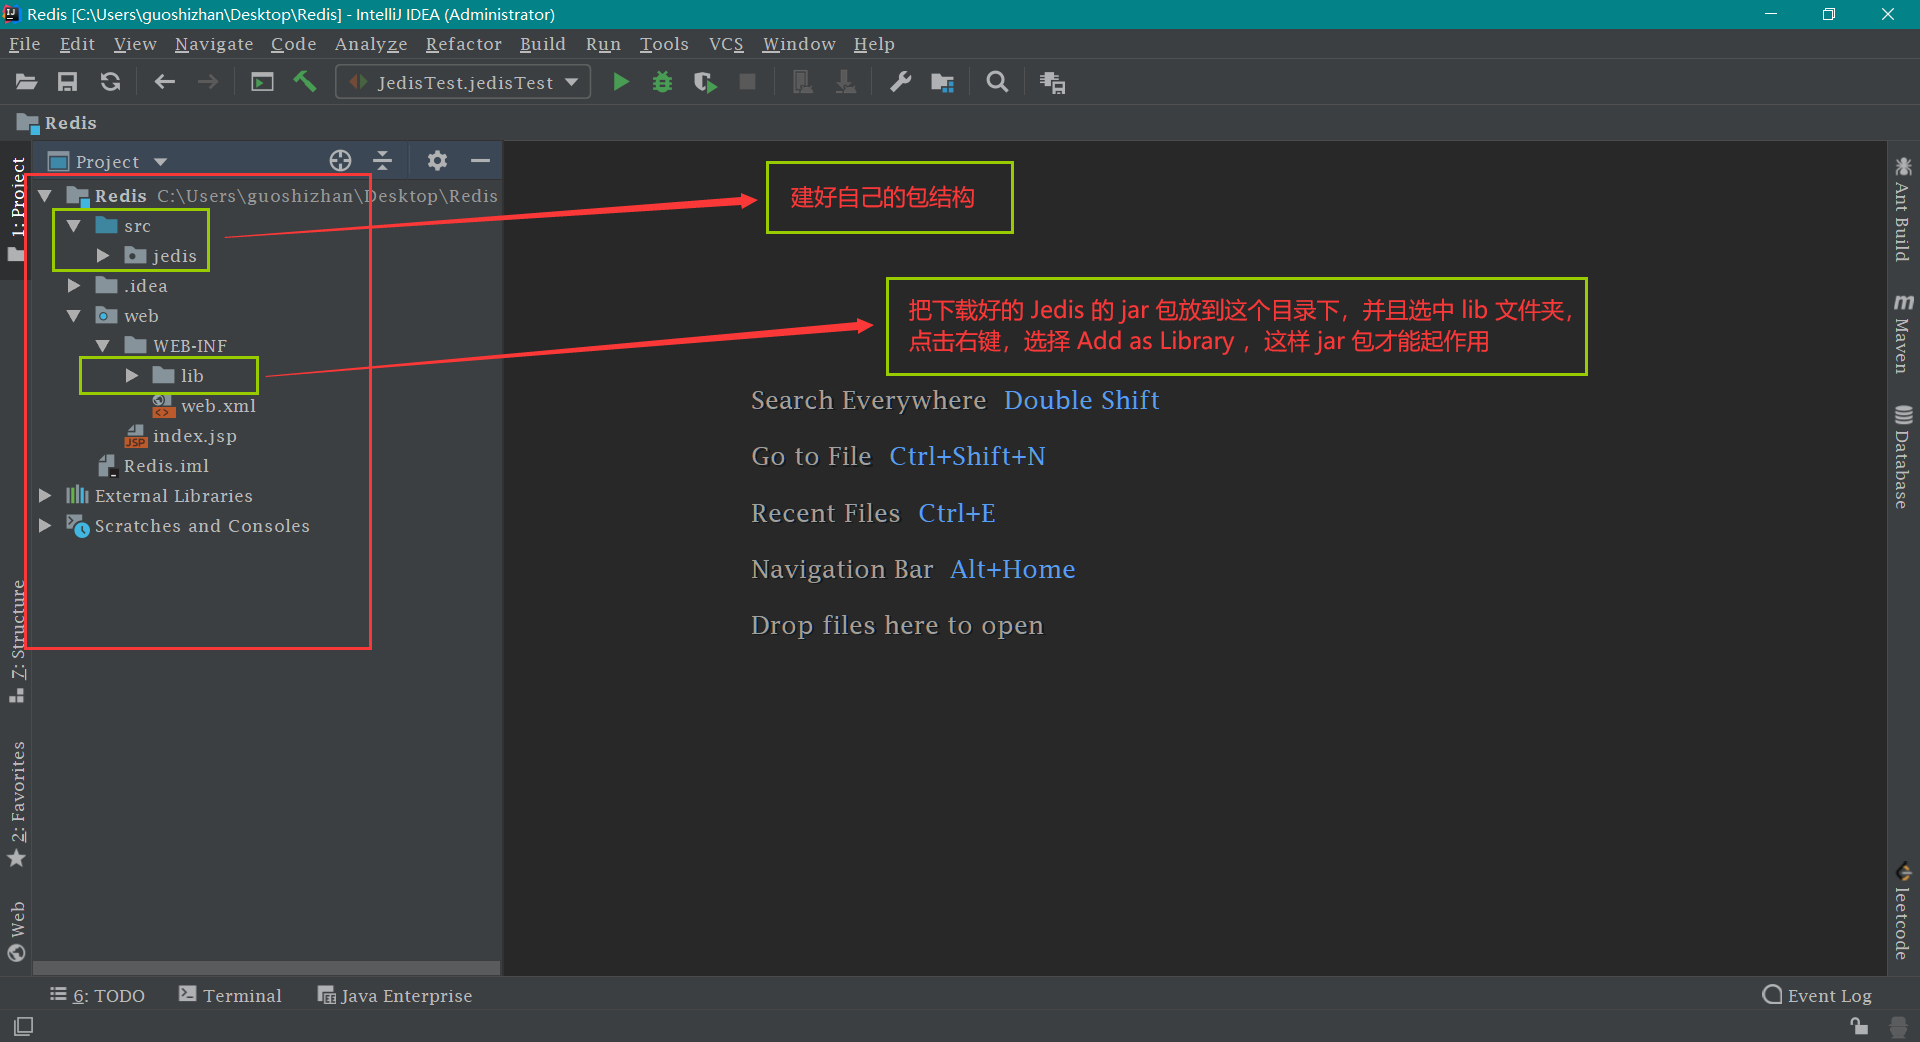 Redis [C:\Users\guoshizhan\Desktop\Redis] - IntelliJ IDEA (Administrator)
File Edit View Navigate Code Analyze Refactor Build Run Tools VCS Window Help
JedisTest.jedisTest
Redis
Project
1: Project
Redis C:\Users\guoshizhan\Desktop\Redis
src
jedis
.idea
web
WEB-INF
lib
web.xml
index.jsp
JSP
Redis.iml
External Libraries
Scratches and Consoles
Z: Structure
2: Favorites
Web
建好自己的包结构
把下载好的 Jedis 的 jar 包放到这个目录下，并且选中 lib 文件夹，
点击右键，选择 Add as Library ，这样 jar 包才能起作用
Search Everywhere Double Shift
Go to File Ctrl+Shift+N
Recent Files Ctrl+E
Navigation Bar Alt+Home
Drop files here to open
Ant Build
m Maven
Database
leetcode
6: TODO Terminal Java Enterprise Event Log